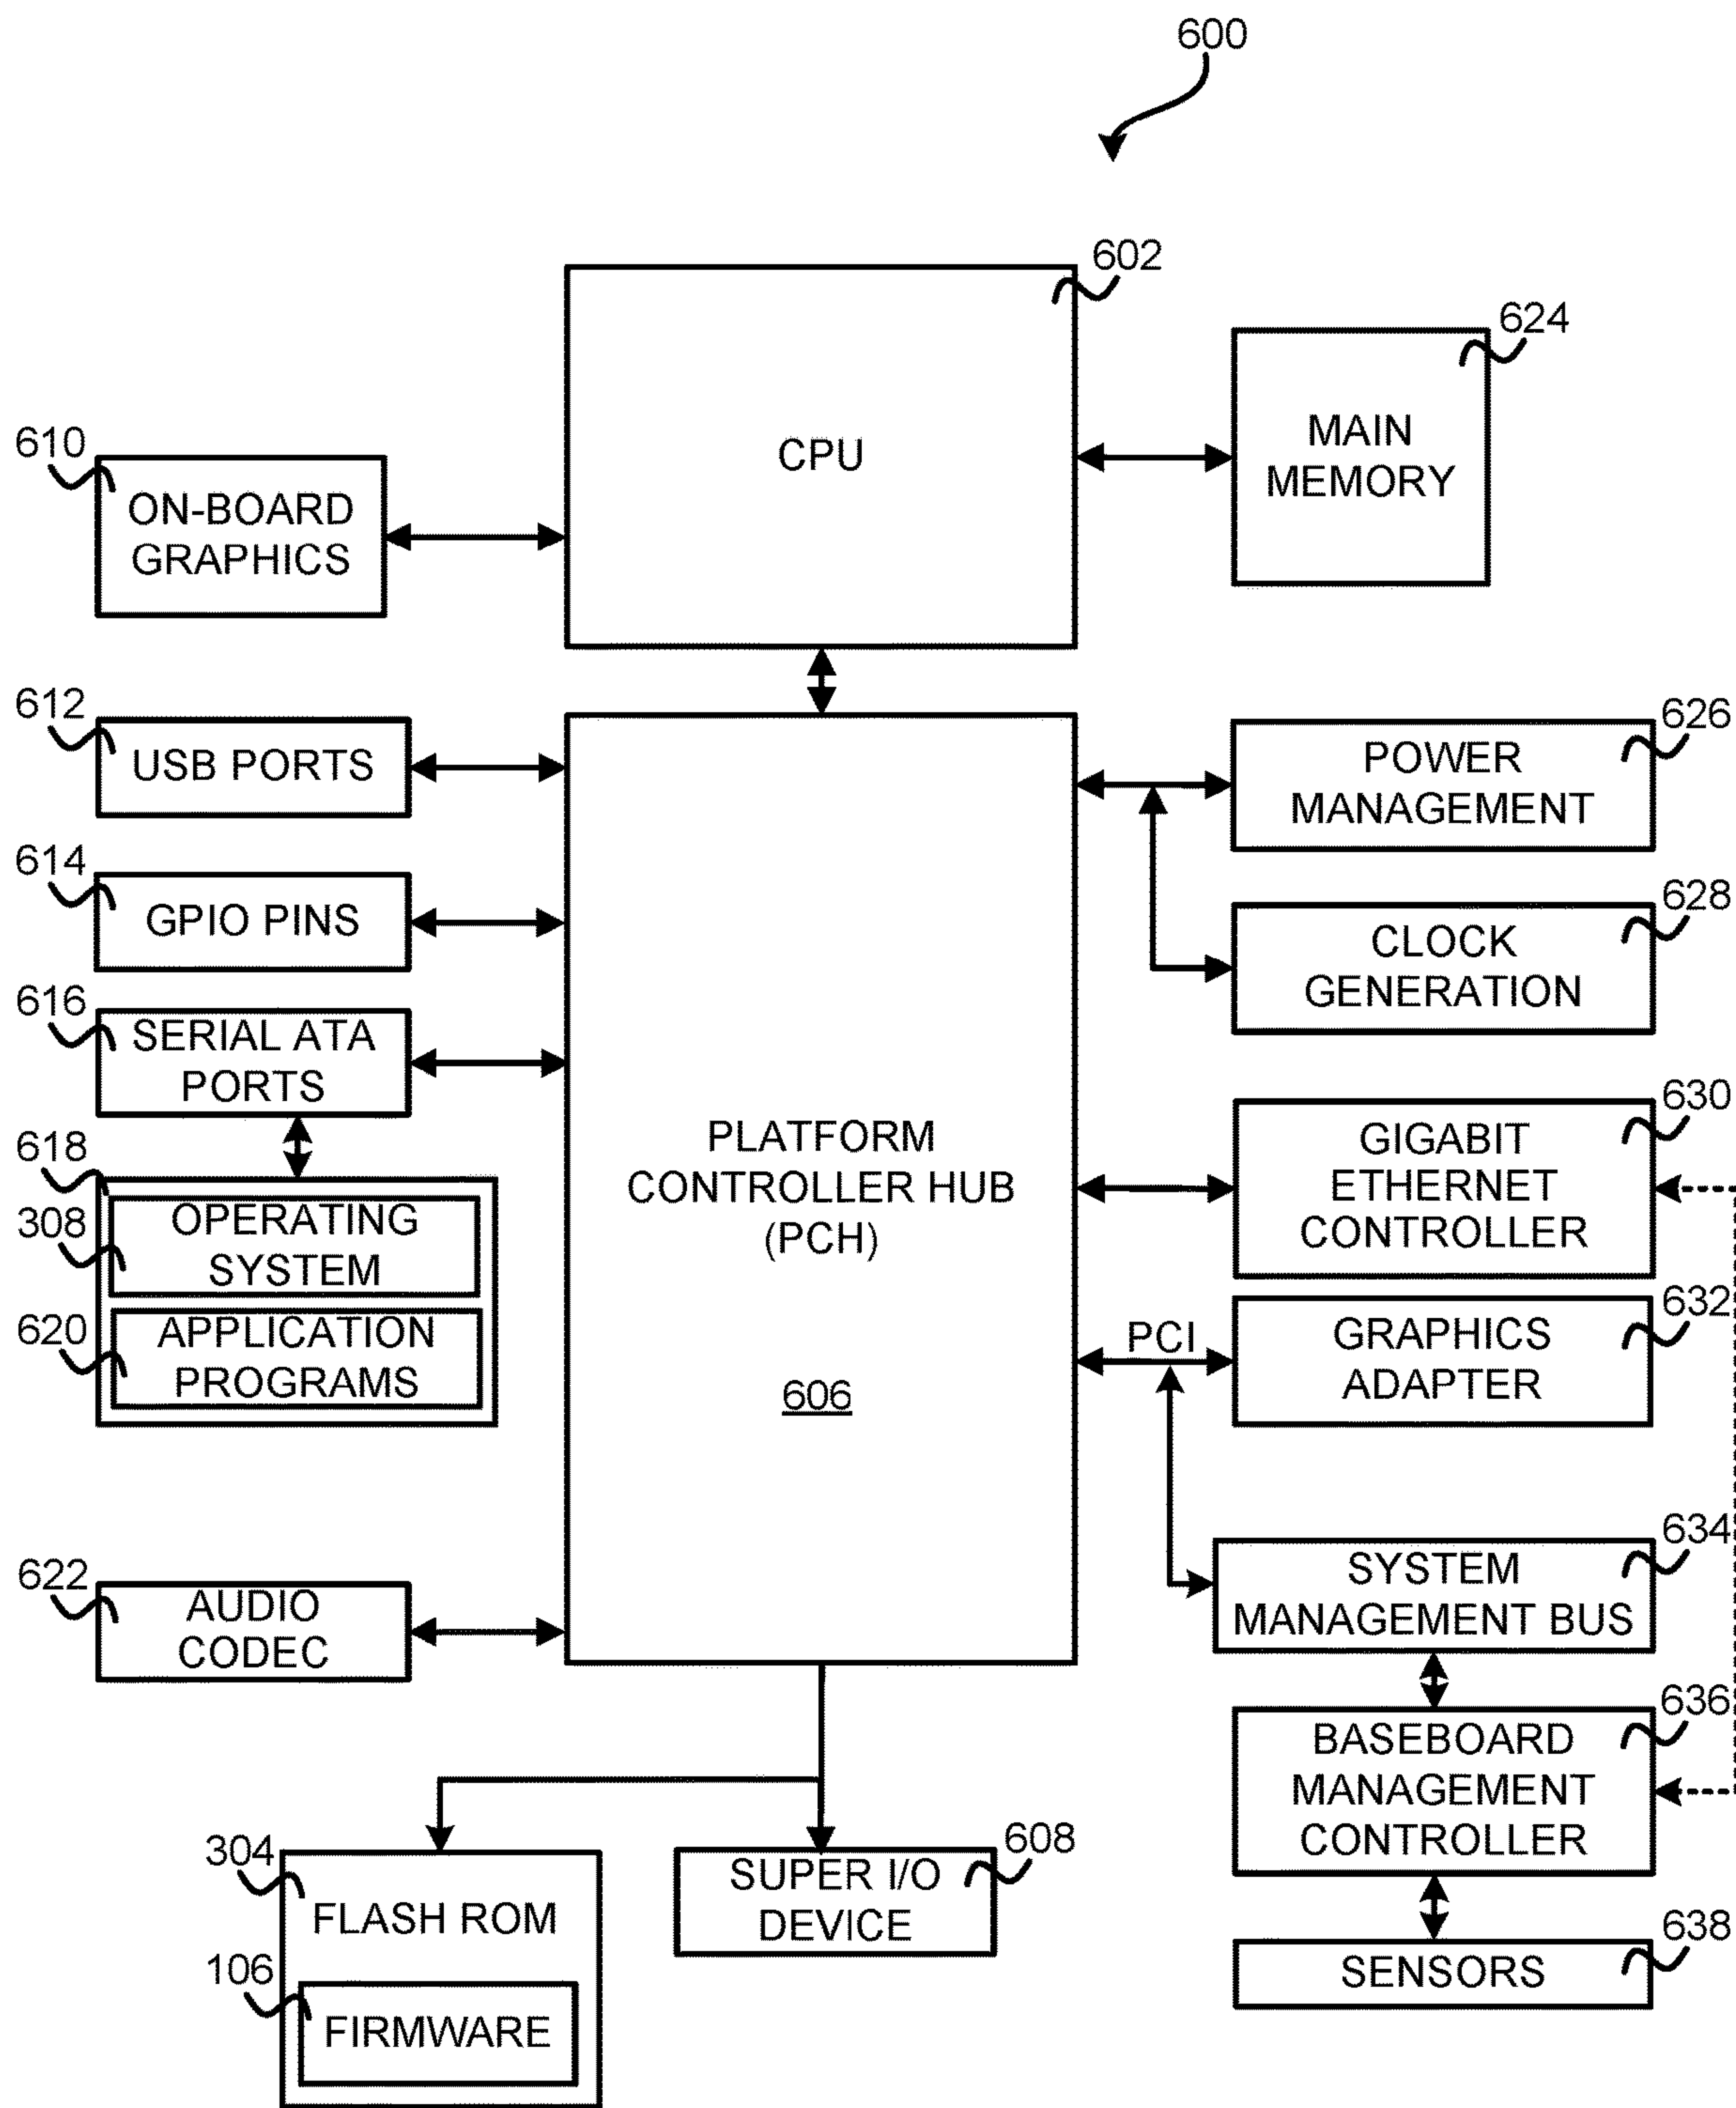 600
602
CPU
624
MAIN
MEMORY
610
ON-BOARD
GRAPHICS
612
USB PORTS
614
GPIO PINS
616
SERIAL ATA
PORTS
618
308
OPERATING
SYSTEM
620
APPLICATION
PROGRAMS
622
AUDIO
CODEC
PLATFORM
CONTROLLER HUB
(PCH)
606
626
POWER
MANAGEMENT
628
CLOCK
GENERATION
630
GIGABIT
ETHERNET
CONTROLLER
PCI
632
GRAPHICS
ADAPTER
634
SYSTEM
MANAGEMENT BUS
636
BASEBOARD
MANAGEMENT
CONTROLLER
638
SENSORS
304
FLASH ROM
106
FIRMWARE
608
SUPER I/O
DEVICE